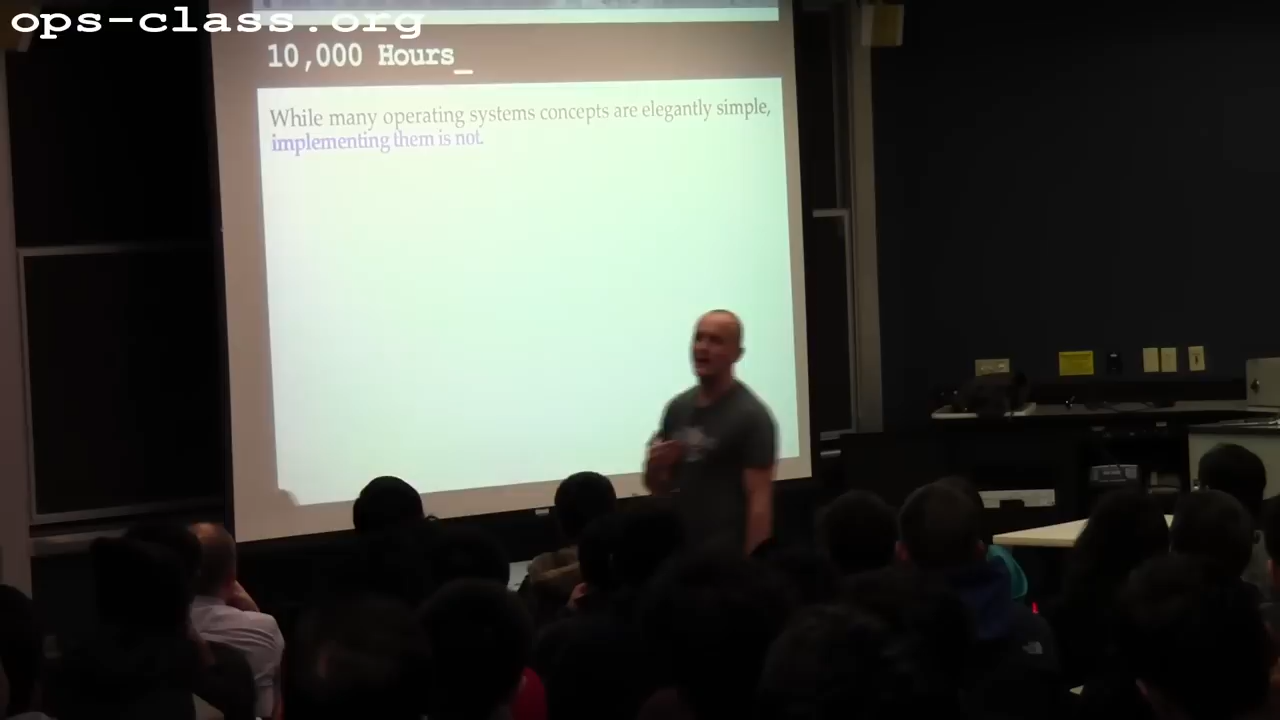 ops-class.org
10,000 Hours_
While many operating systems concepts are elegantly simple,
implementing them is not.